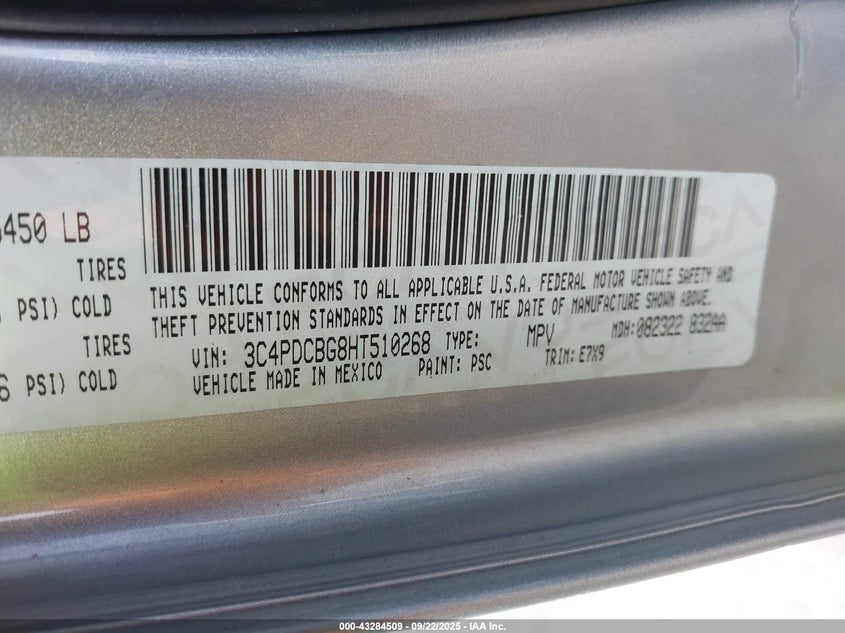 5450 LB
TIRES
PSI) COLD
TIRES
6 PSI) COLD
THIS VEHICLE CONFORMS TO ALL APPLICABLE U.S.A. FEDERAL MOTOR VEHICLE SAFETY AND
THEFT PREVENTION STANDARDS IN EFFECT ON THE DATE OF MANUFACTURE SHOWN ABOVE.
VIN: 3C4PDCBG8HT510268 TYPE: MPV MDH: 082322 832AA
VEHICLE MADE IN MEXICO PAINT: PSC TRIM: E7X9
000-43284509 - 09/22/2025 - IAA Inc.